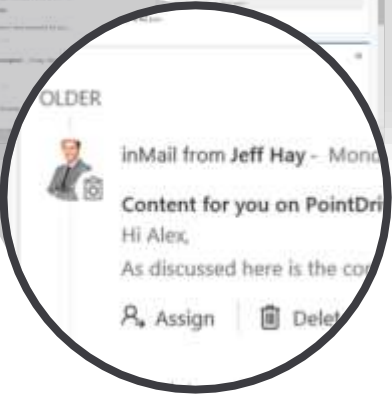 OLDER
inMail from Jeff Hay - Mond
Content for you on PointDri
Hi Alex,
As discussed here is the co
Assign Delet